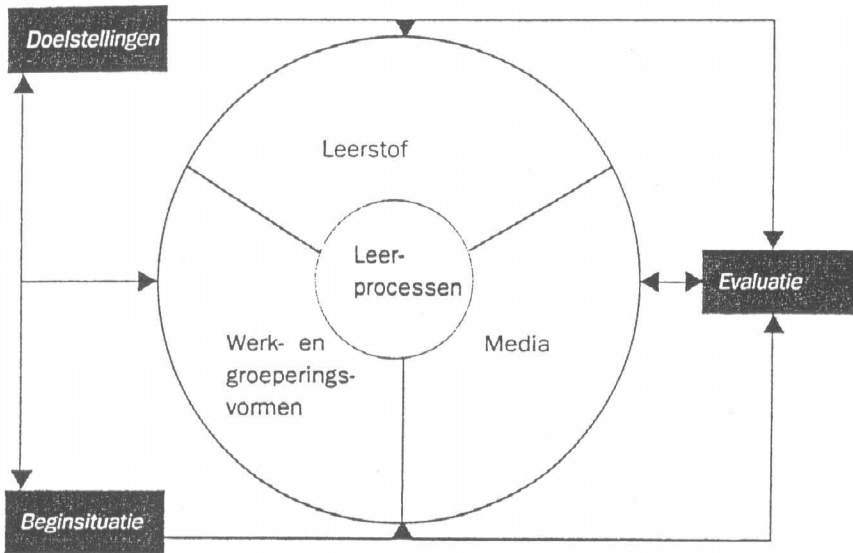 Doelstellingen
Leerstof
Leer-
processen
Evaluatie
Werk- en
groeperings-
vormen
Media
Beginsituatie